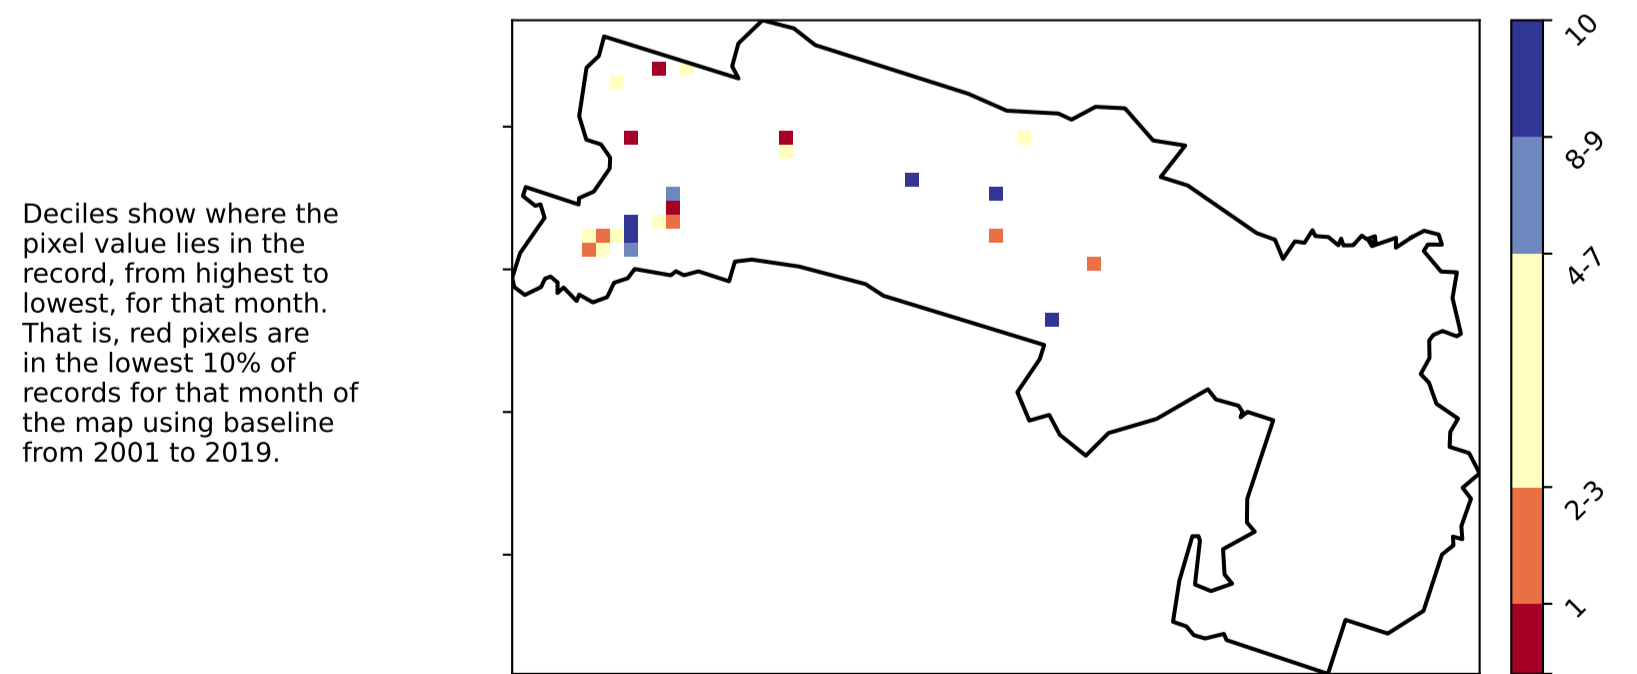 Deciles show where the
pixel value lies in the
record, from highest to
lowest, for that month.
That is, red pixels are
in the lowest 10% of
records for that month of
the map using baseline
from 2001 to 2019.
10
8-9
4-7
2-3
1